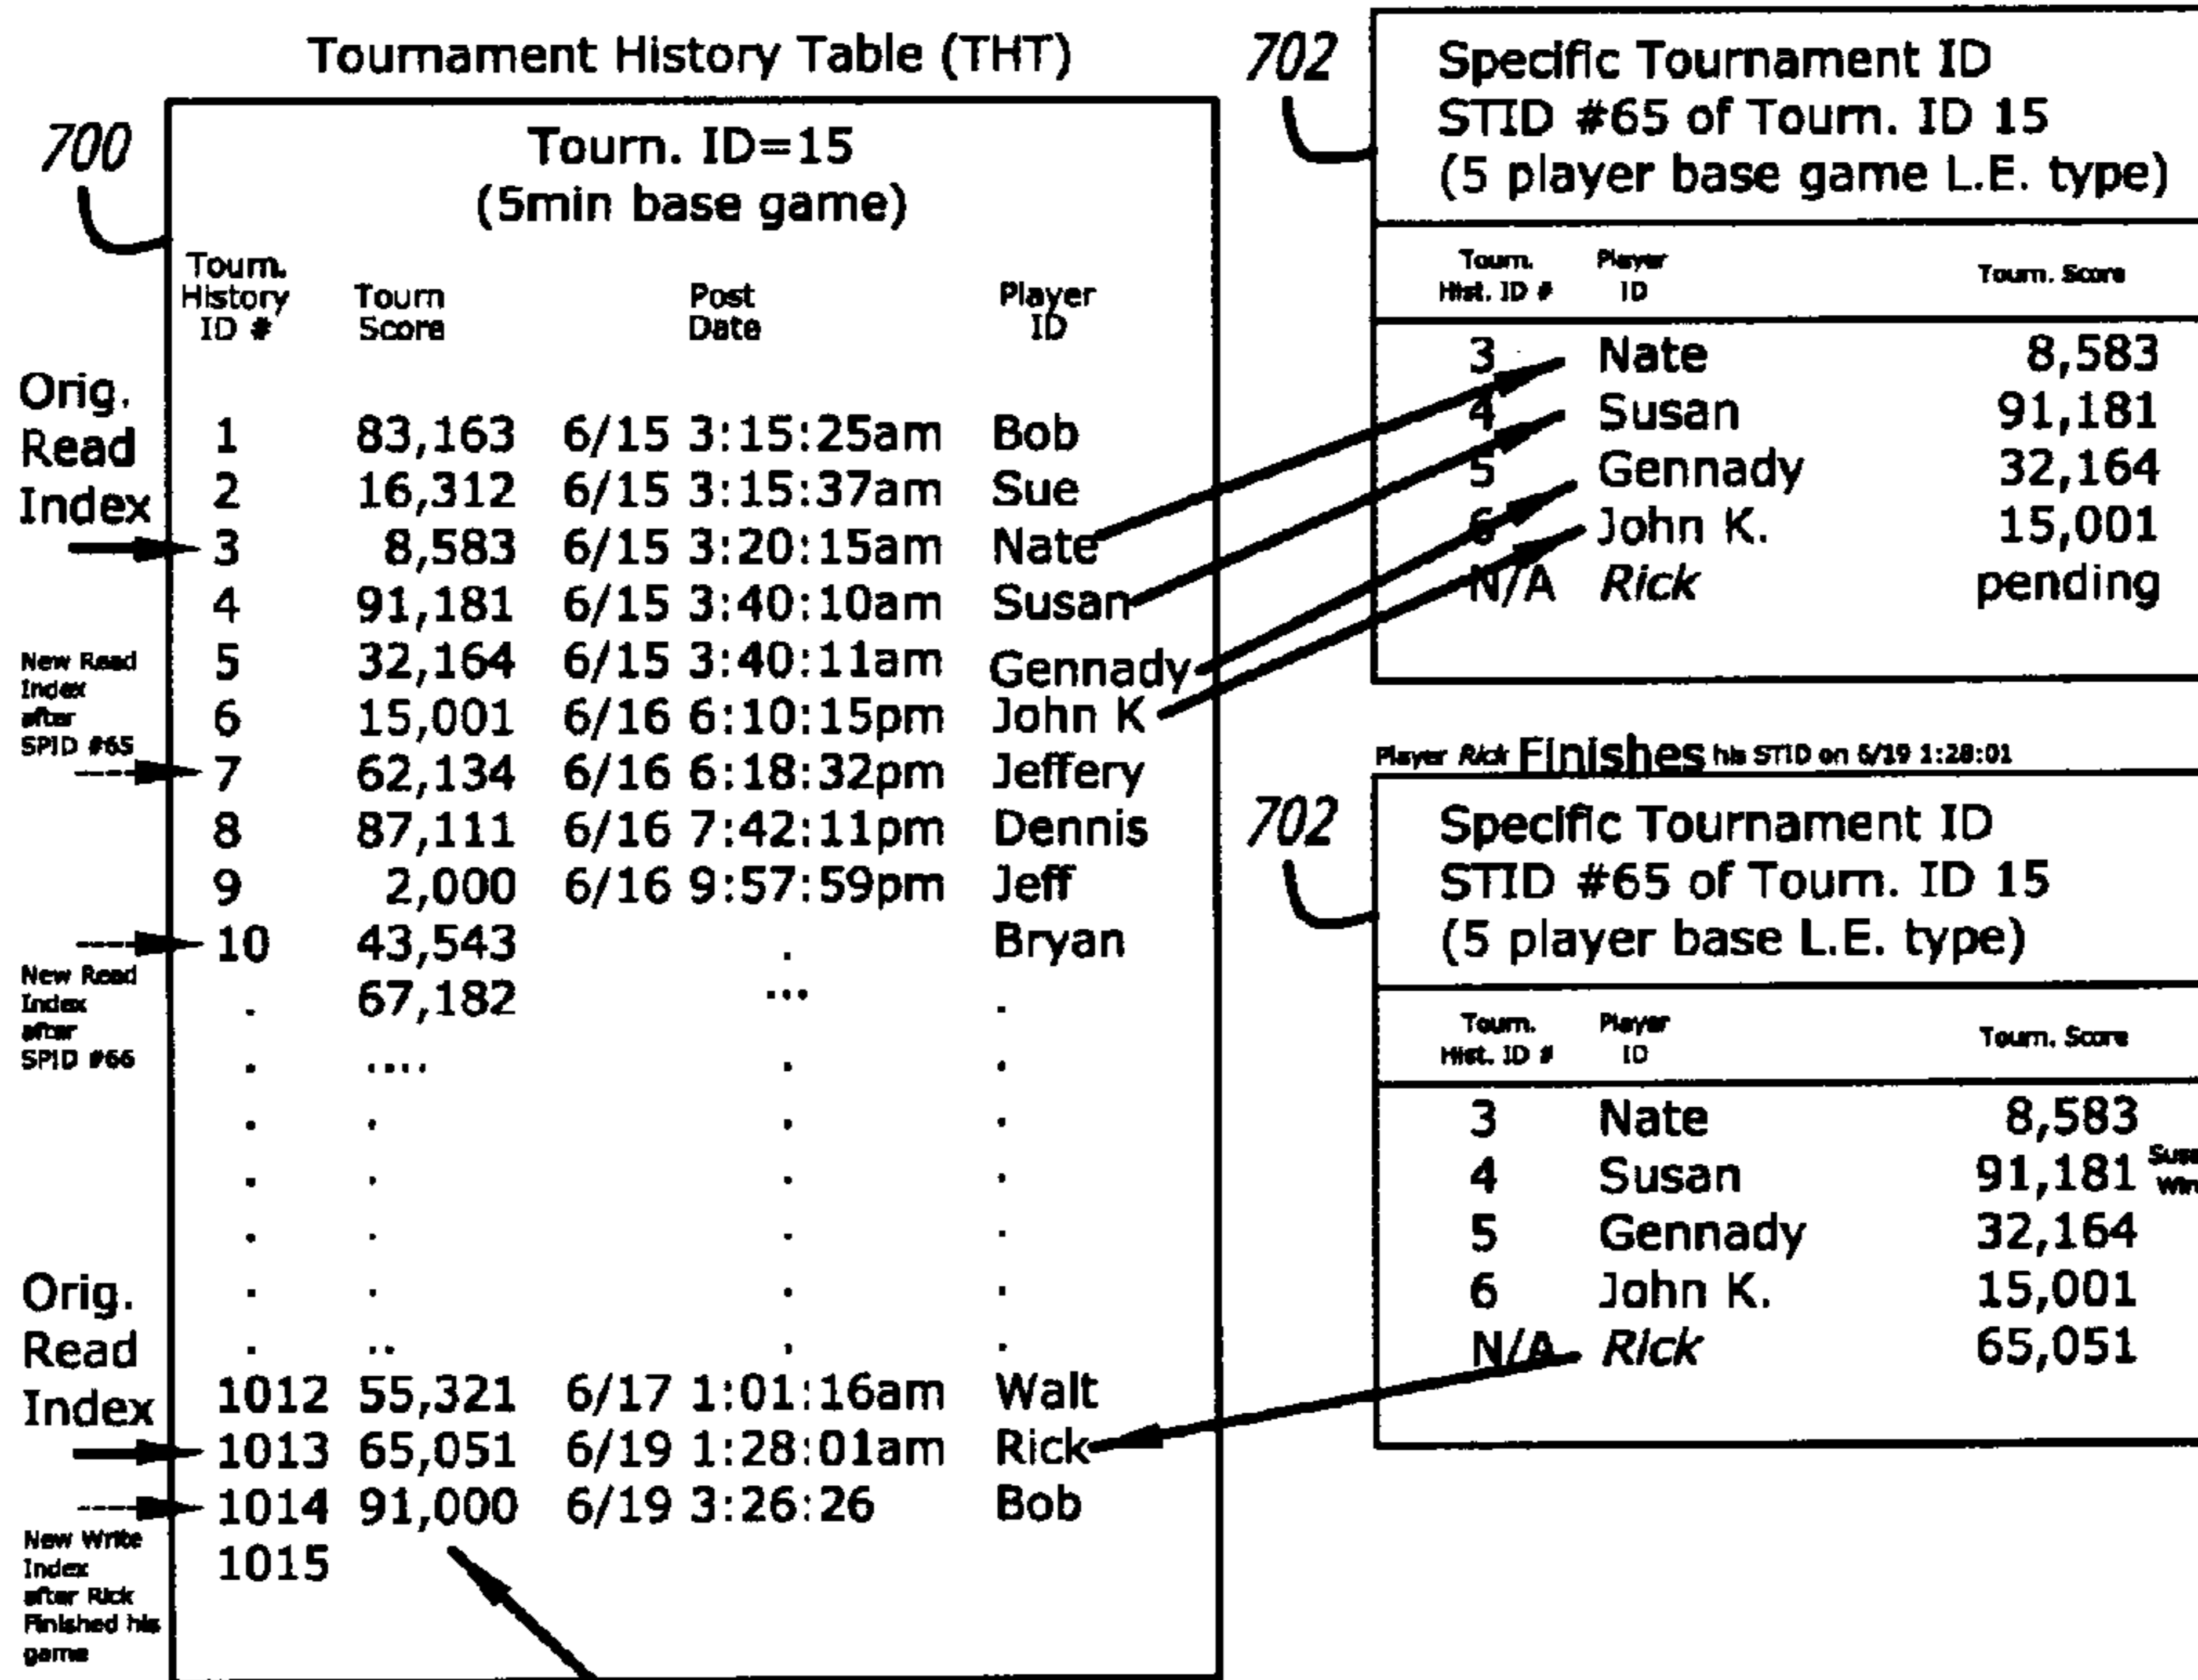 Tournament History Table (THT)
700
Tourn. ID=15
(5min base game)
Tourn.
History
ID #
Tourn
Score
Post
Date
Player
ID
Orig.
Read
Index
1 83,163 6/15 3:15:25am Bob
2 16,312 6/15 3:15:37am Sue
3 8,583 6/15 3:20:15am Nate
4 91,181 6/15 3:40:10am Susan
5 32,164 6/15 3:40:11am Gennady
6 15,001 6/16 6:10:15pm John K
7 62,134 6/16 6:18:32pm Jeffery
8 87,111 6/16 7:42:11pm Dennis
9 2,000 6/16 9:57:59pm Jeff
10 43,543 . Bryan
. 67,182 ... .
. .... . .
. . . .
. . . .
. . . .
. . . .
. .. . .
1012 55,321 6/17 1:01:16am Walt
1013 65,051 6/19 1:28:01am Rick
1014 91,000 6/19 3:26:26 Bob
1015
New Read
Index
after
SPID #65
New Read
Index
after
SPID #66
Orig.
Read
Index
New Write
Index
after Rick
Finished his
game
702
Specific Tournament ID
STID #65 of Tourn. ID 15
(5 player base game L.E. type)
Tourn.
Hist. ID #
Player
ID
Tourn. Score
3 Nate 8,583
4 Susan 91,181
5 Gennady 32,164
6 John K. 15,001
N/A Rick pending
Player Rick Finishes his STID on 6/19 1:28:01
702
Specific Tournament ID
STID #65 of Tourn. ID 15
(5 player base L.E. type)
Tourn.
Hist. ID #
Player
ID
Tourn. Score
3 Nate 8,583
4 Susan 91,181
5 Gennady 32,164
6 John K. 15,001
N/A Rick 65,051